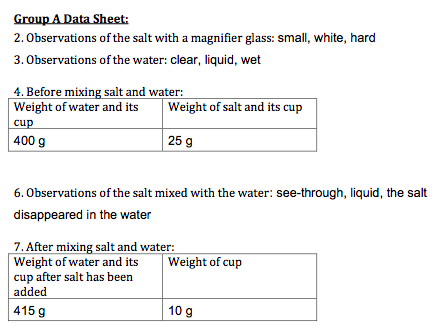 Group A Data Sheet:
2. Observations of the salt with a magnifier glass: small, white, hard
3. Observations of the water: clear, liquid, wet
4. Before mixing salt and water:
Weight of water and its cup
Weight of salt and its cup
400 g
25 g
6. Observations of the salt mixed with the water: see-through, liquid, the salt
disappeared in the water
7. After mixing salt and water:
Weight of water and its
cup after salt has been
added
Weight of cup
415 g
10 g